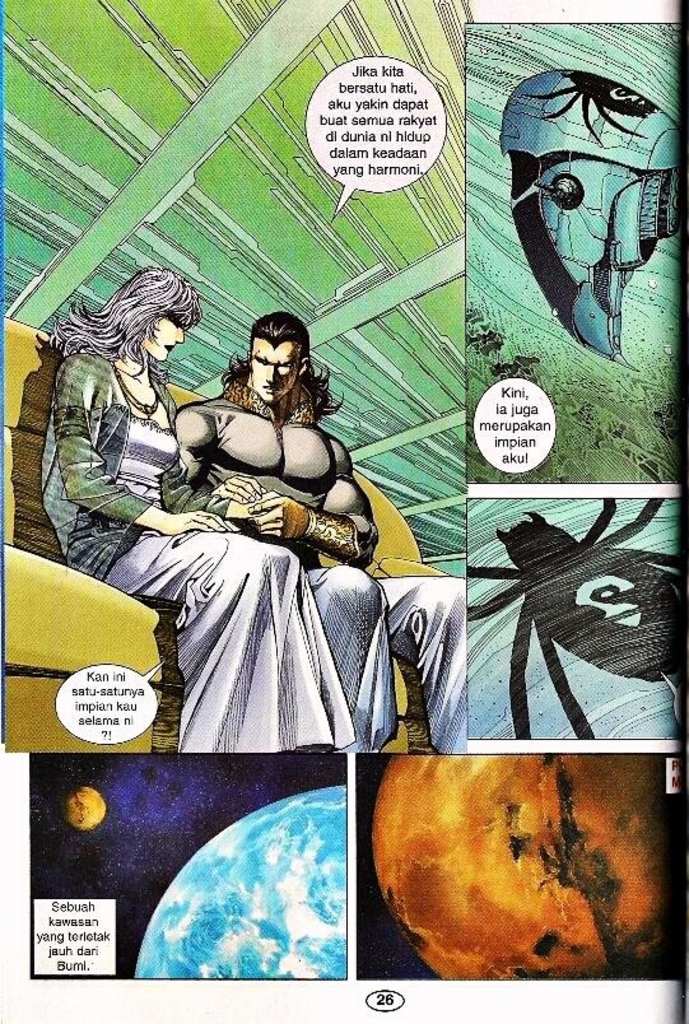 Jika kita
bersatu hati,
aku yakin dapat
buat semua rakyat
di dunia ni hidup
dalam keadaan
yang harmoni.
Kini,
ia juga
merupakan
impian
aku!
Kan ini
satu-satunya
impian kau
selama ni
?!
Sebuah
kawasan
yang terletak
jauh dari
Bumi.
26